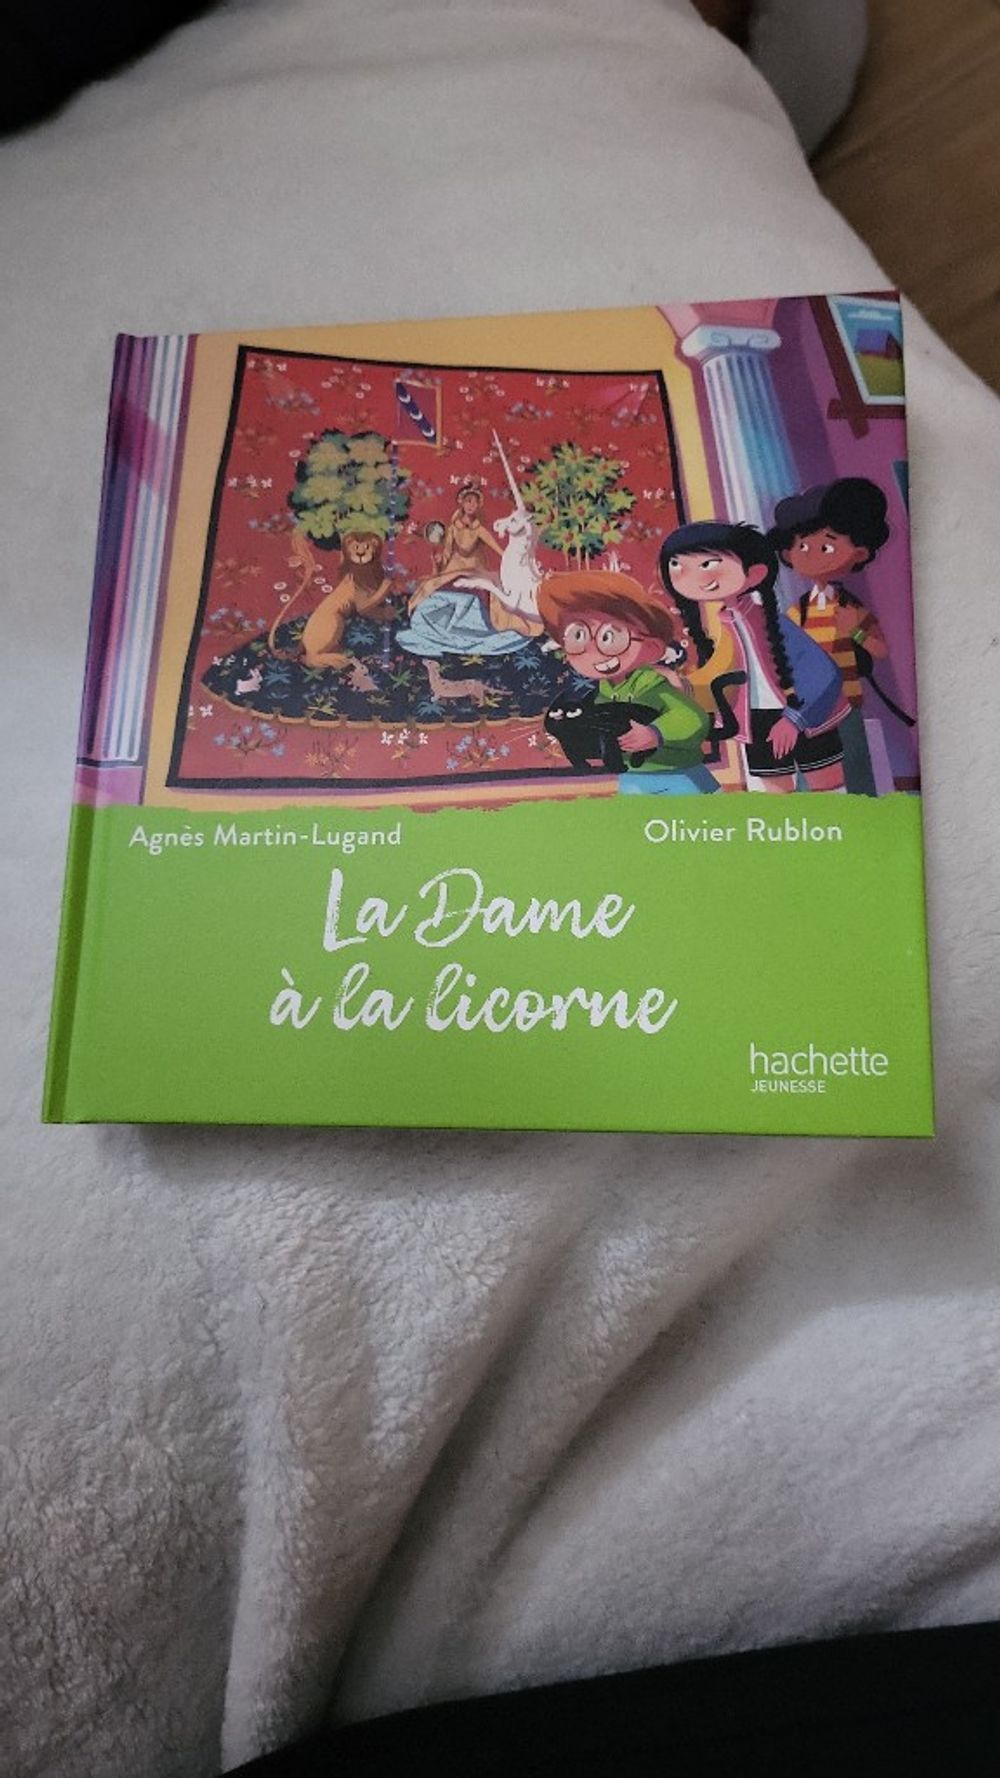 Agnès Martin-Lugand
Olivier Rublon
La Dame
à la licorne
hachette
JEUNESSE